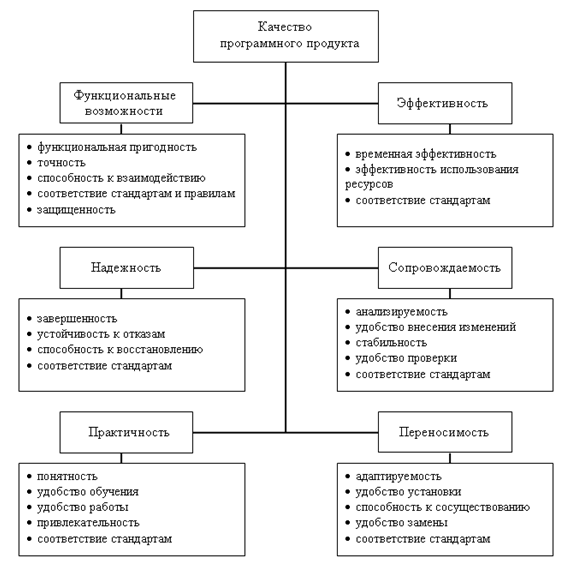 Качество
программного продукта
Функциональные
возможности
• функциональная пригодность
• точность
• способность к взаимодействию
• соответствие стандартам и правилам
• защищенность
Эффективность
• временная эффективность
• эффективность использования
ресурсов
• соответствие стандартам
Надежность
• завершенность
• устойчивость к отказам
• способность к восстановлению
• соответствие стандартам
Сопровождаемость
• анализируемость
• удобство внесения изменений
• стабильность
• удобство проверки
• соответствие стандартам
Практичность
• понятность
• удобство обучения
• удобство работы
• привлекательность
• соответствие стандартам
Переносимость
• адаптируемость
• удобство установки
• способность к сосуществованию
• удобство замены
• соответствие стандартам